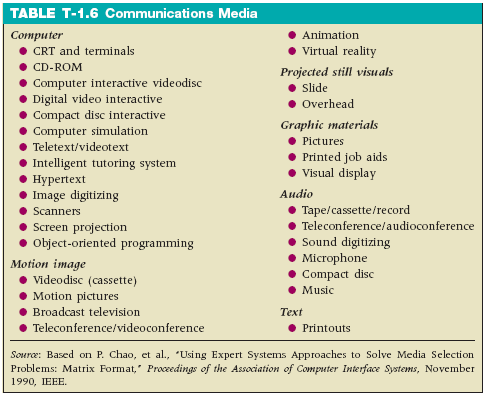 TABLE T-1.6 Communications Media
Computer
● CRT and terminals
● CD-ROM
● Computer interactive videodisc
● Digital video interactive
● Compact disc interactive
● Computer simulation
● Teletext/videotext
● Intelligent tutoring system
● Hypertext
● Image digitizing
● Scanners
● Screen projection
● Object-oriented programming
Motion image
● Videodisc (cassette)
● Motion pictures
● Broadcast television
● Teleconference/videoconference
● Animation
● Virtual reality
Projected still visuals
● Slide
● Overhead
Graphic materials
● Pictures
● Printed job aids
● Visual display
Audio
● Tape/cassette/record
● Teleconference/audioconference
● Sound digitizing
● Microphone
● Compact disc
● Music
Text
● Printouts
Source: Based on P. Chao, et al., “Using Expert Systems Approaches to Solve Media Selection
Problems: Matrix Format,” Proceedings of the Association of Computer Interface Systems, November
1990, IEEE.